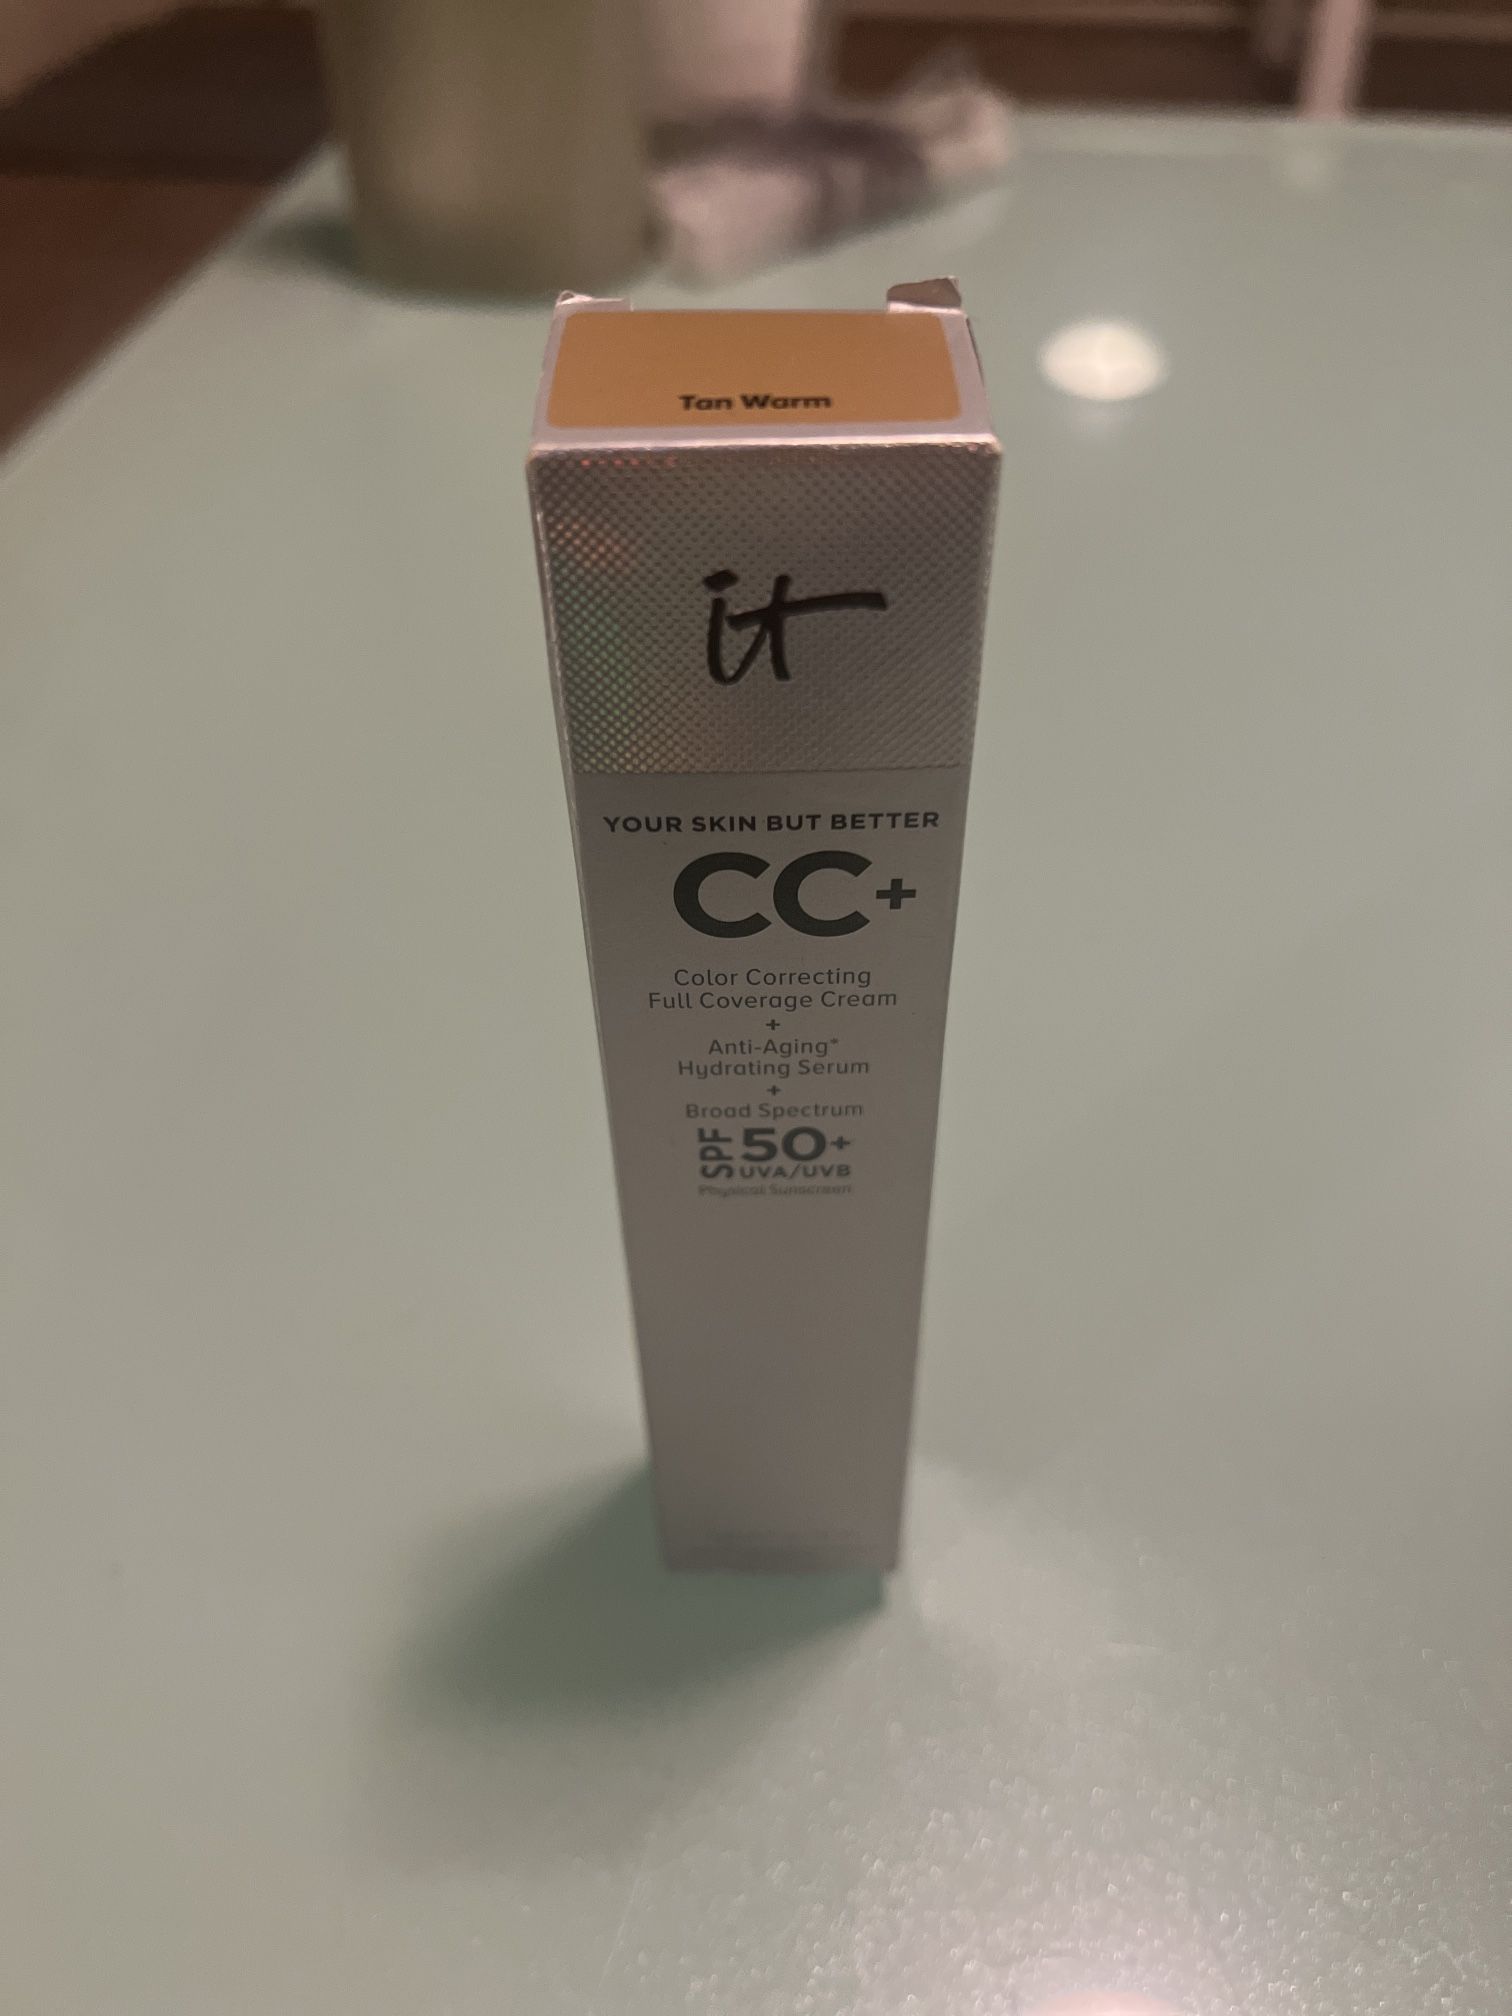 Tan Warm
it
YOUR SKIN BUT BETTER
CC+
Color Correcting
Full Coverage Cream
+
Anti-Aging*
Hydrating Serum
+
Broad Spectrum
SPF 50+
UVA/UVB
Physical Sunscreen